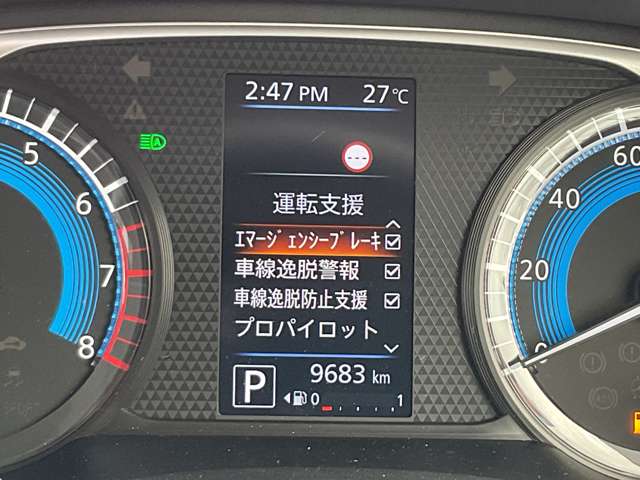 2:47 PM 27℃
運転支援
ｴﾏｰｼﾞｪﾝｼｰﾌﾞﾚｰｷ
車線逸脱警報
車線逸脱防止支援
プロパイロット
P 9683 km
0 1
5
6
7
8
60
40
20
0
A